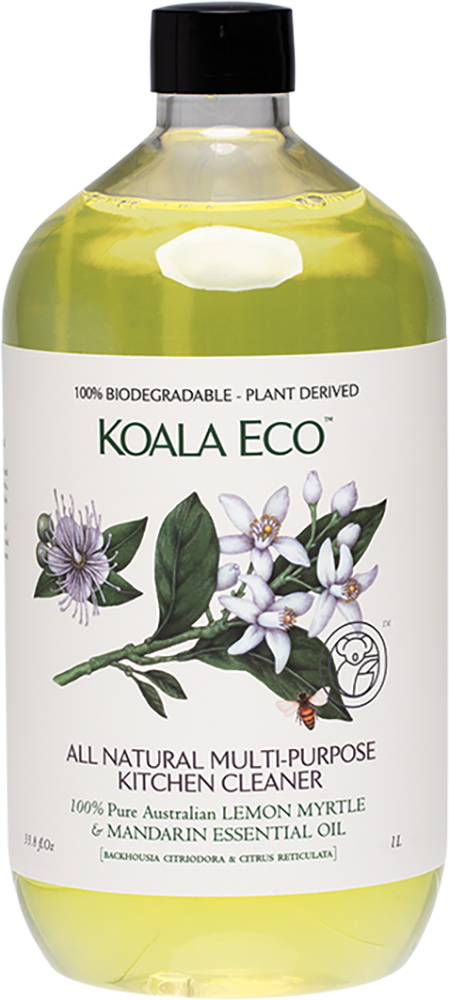 100% BIODEGRADABLE - PLANT DERIVED
KOALA ECO™
TM
ALL NATURAL MULTI-PURPOSE
KITCHEN CLEANER
100% Pure Australian LEMON MYRTLE
& MANDARIN ESSENTIAL OIL
33.8 fl.Oz
[BACKHOUSIA CITRIODORA & CITRUS RETICULATA]
1L